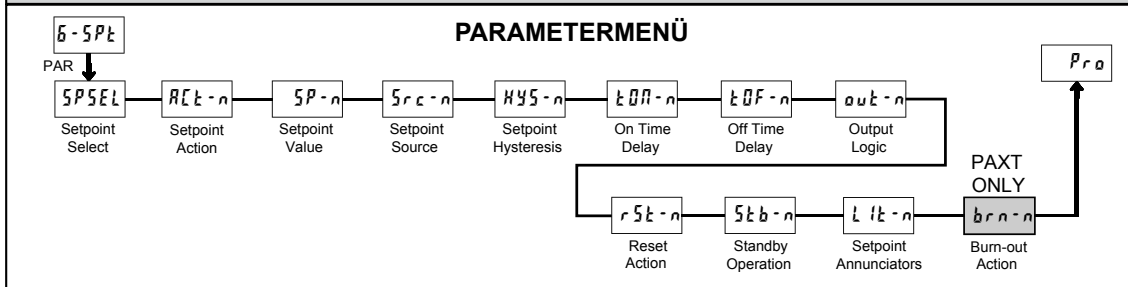 PARAMETERMENÜ
6-SPt
PAR
Pro
SPSEL
ACt-n
SP-n
Src-n
HYS-n
tON-n
tOF-n
out-n
Setpoint
Select
Setpoint
Action
Setpoint
Value
Setpoint
Source
Setpoint
Hysteresis
On Time
Delay
Off Time
Delay
Output
Logic
PAXT
ONLY
rSt-n
Stb-n
LIt-n
brn-n
Reset
Action
Standby
Operation
Setpoint
Annunciators
Burn-out
Action